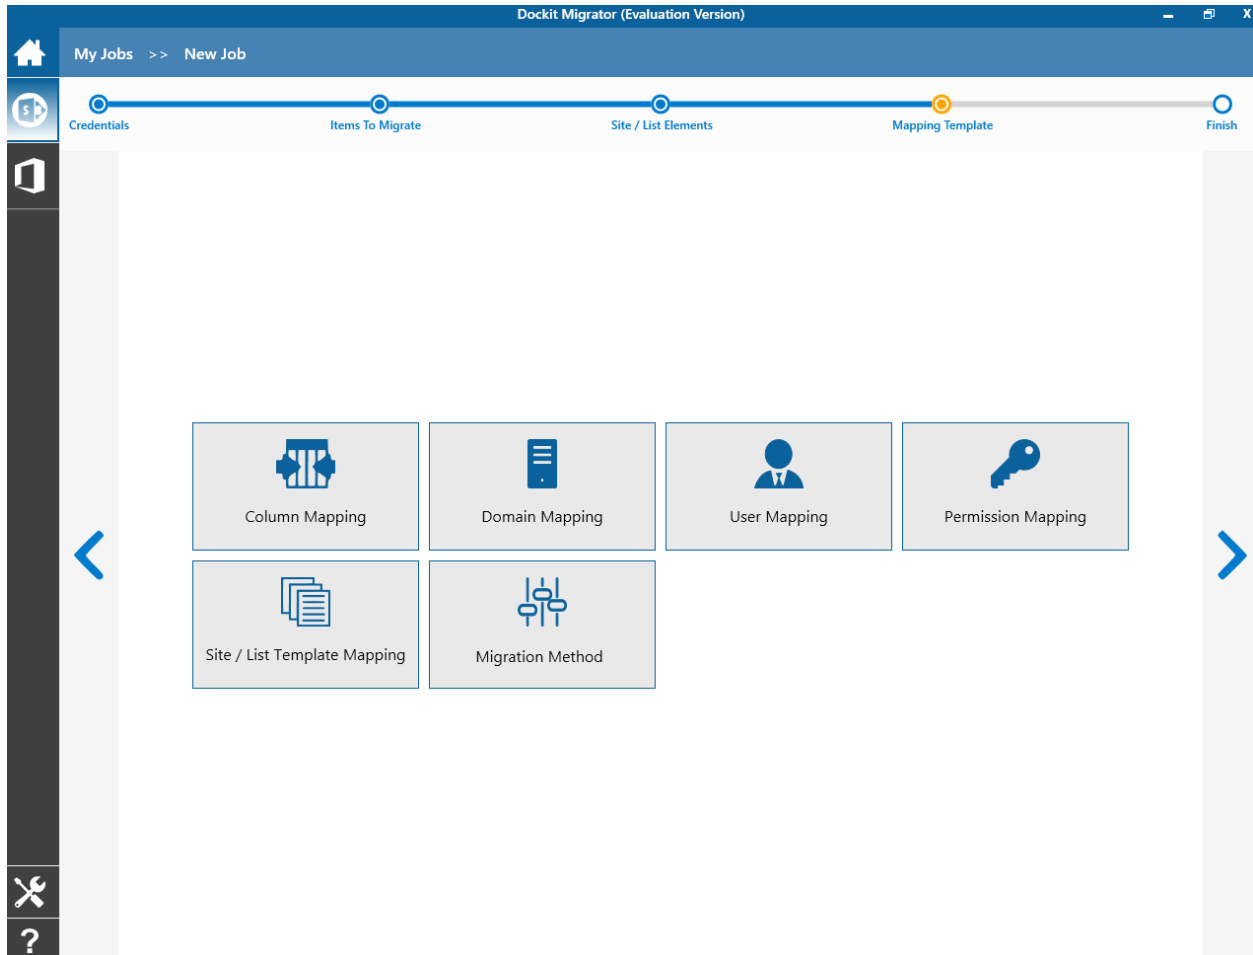 Dockit Migrator (Evaluation Version)
My Jobs >> New Job
Credentials
Items To Migrate
Site / List Elements
Mapping Template
Finish
Column Mapping
Domain Mapping
User Mapping
Permission Mapping
Site / List Template Mapping
Migration Method